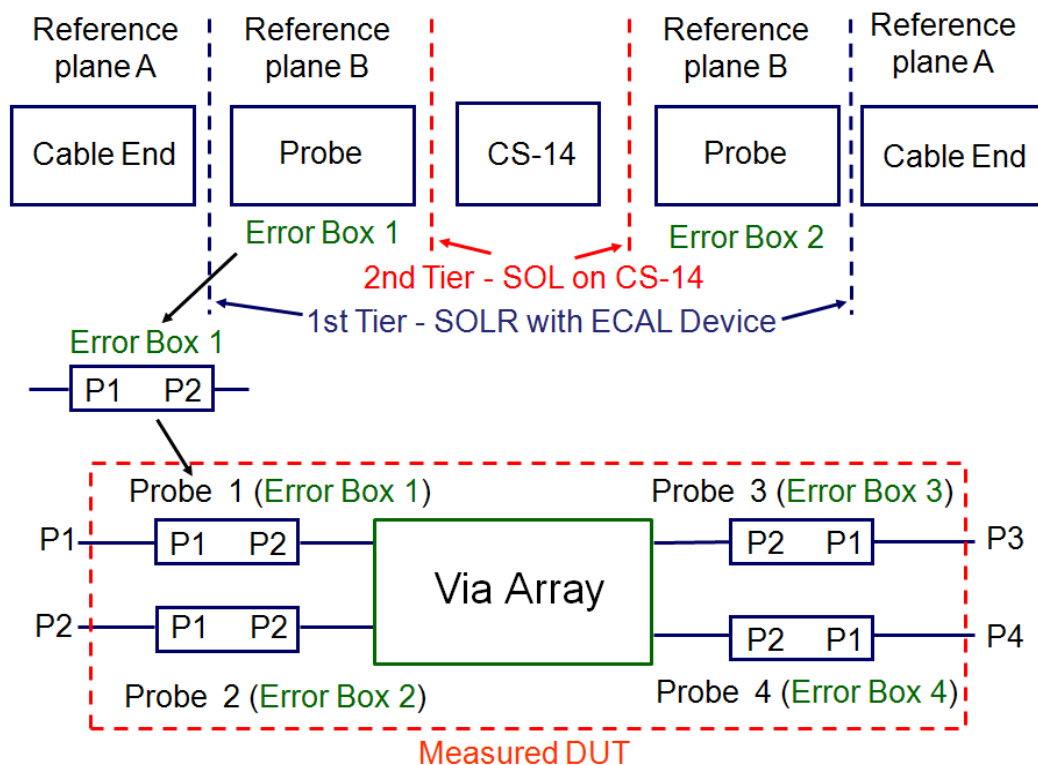 Reference
plane A
Reference
plane B
Reference
plane B
Reference
plane A
Cable End
Probe
CS-14
Probe
Cable End
Error Box 1
Error Box 2
2nd Tier - SOL on CS-14
1st Tier - SOLR with ECAL Device
Error Box 1
P1 P2
Probe 1 (Error Box 1)
Probe 3 (Error Box 3)
P1
P1 P2
P2 P1
P3
Via Array
P2
P1 P2
P2 P1
P4
Probe 2 (Error Box 2)
Probe 4 (Error Box 4)
Measured DUT